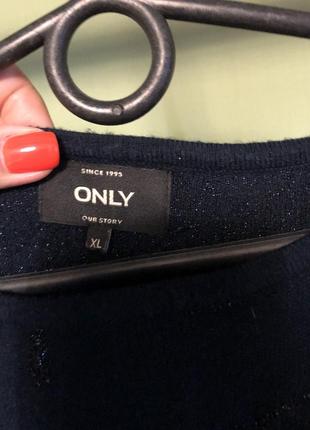 SINCE 1995
ONLY
OUR STORY
XL